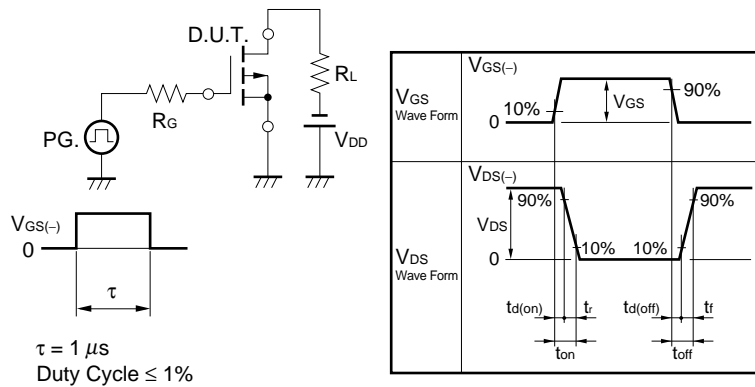 D.U.T.
RL
RG
PG.
VDD
VGS(−)
0
τ
τ = 1 μs
Duty Cycle ≤ 1%
VGS
Wave Form
VGS(−)
10%
VGS
90%
0
VDS
Wave Form
VDS(−)
90%
VDS
90%
10% 10%
0
td(on) tr td(off) tf
ton toff